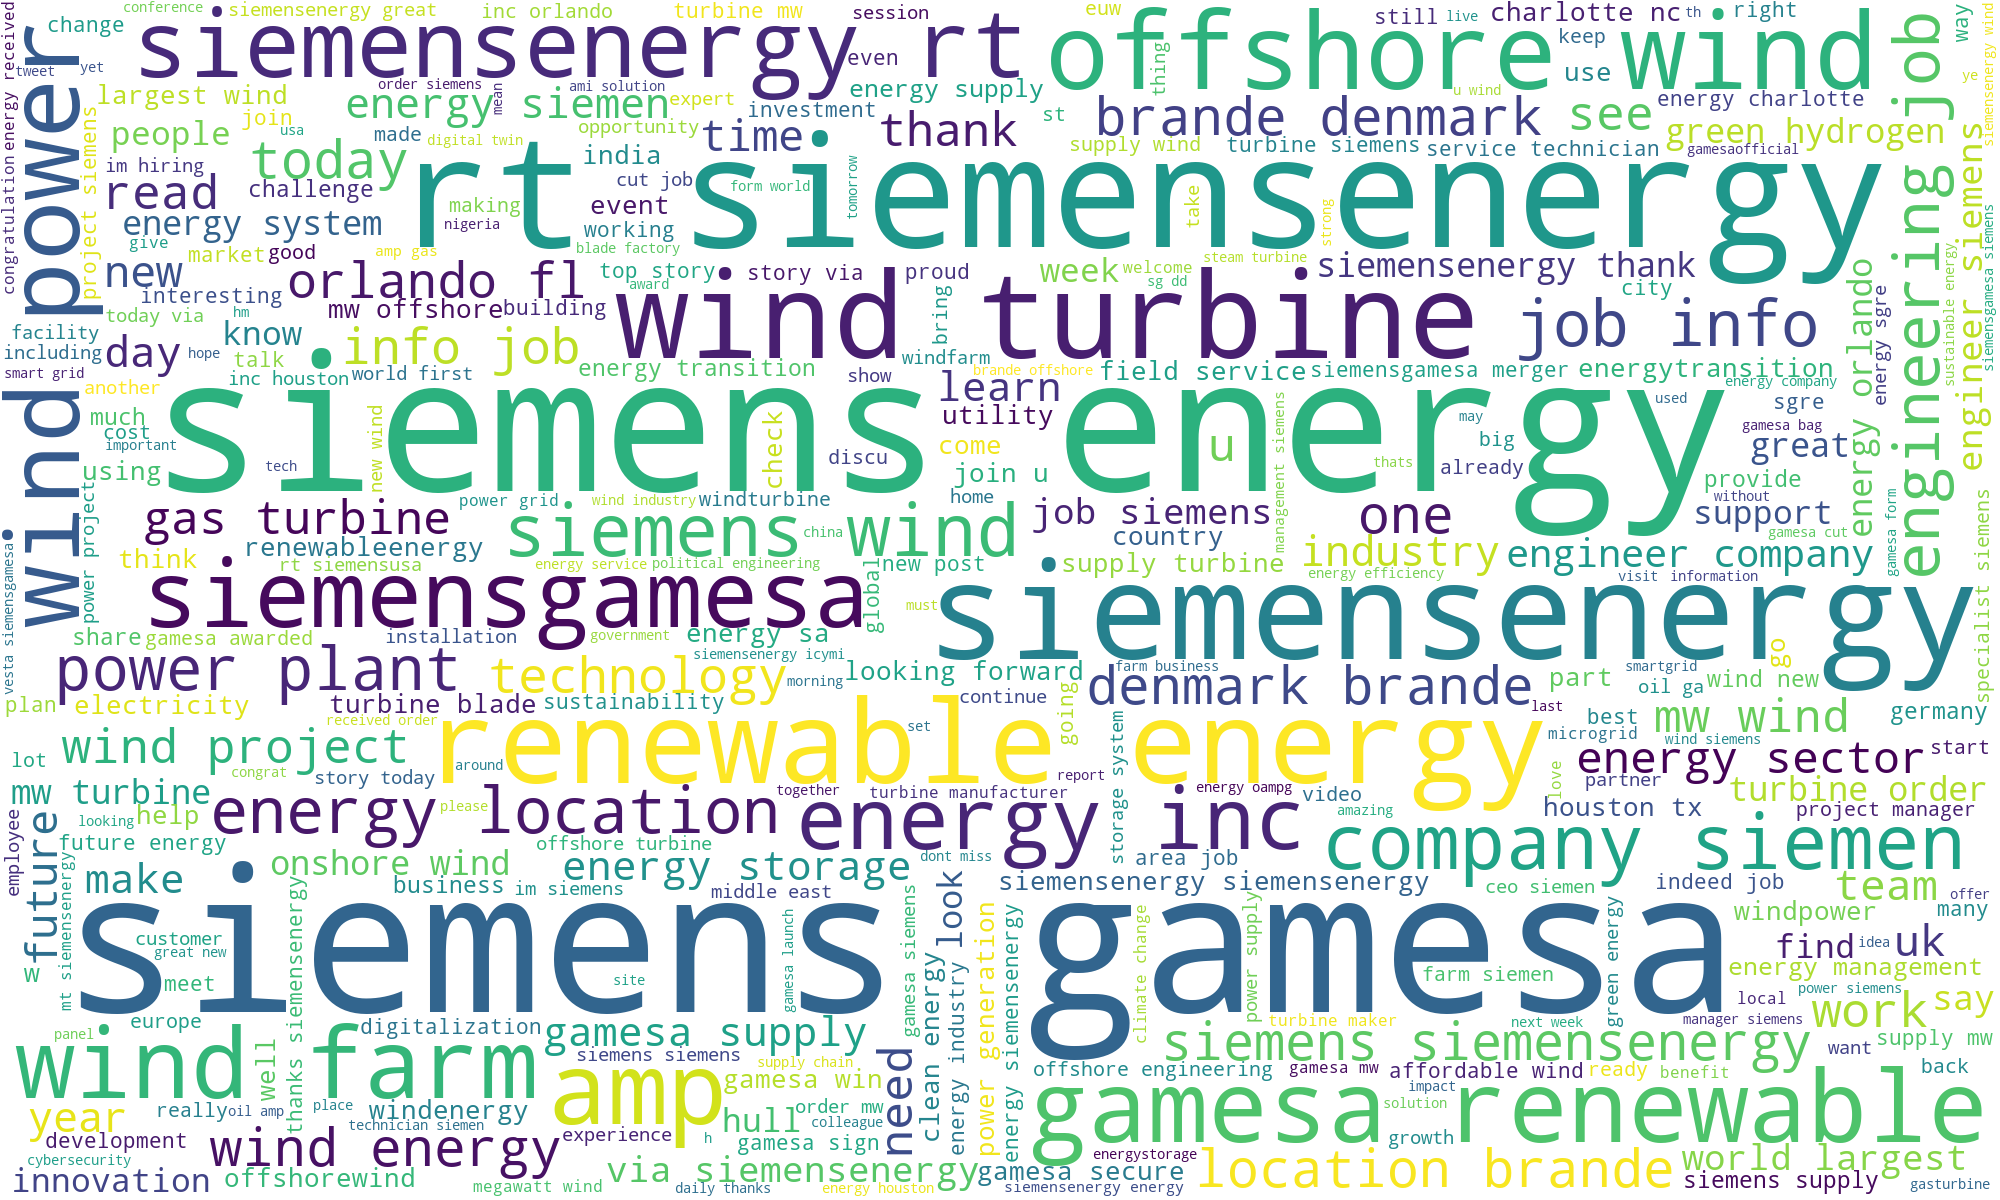 conference
siemensenergy great
inc orlando
turbine mw
session
euw
still
live
charlotte nc
th
right
way
change
siemensenergy rt
even
offshore wind
keep
use
thing
tweet
yet
order siemens
mean
ami solution
energy supply
u wind
energy charlotte
ye
largest wind
energy siemen
expert
investment
st
brande denmark
see
join
usa
made
digital twin
opportunity
time
thank
green hydrogen
people
today
supply wind
turbine siemens
service technician
gamesaofficial
im hiring
india
cut job
form world
tomorrow
rt siemensenergy
read
challenge
making
nigeria
event
take
strong
energy system
working
blade factory
give
market
good
amp gas
steam turbine
new
orlando fl
top story
award
story via
proud
week
welcome
sg dd
siemensenergy thank
city
interesting
mw offshore
building
wind turbine
job info
today via
hm
bring
facility
know
info job
windfarm
including
day
talk
hope
energy transition
brande offshore
field service
siemensgamesa merger
energytransition
smart grid
inc houston
world first
show
energy company
another
learn
used
sgre
much
utility
may
gamesa bag
cost
important
new wind
check
discu
come
u
big
great
siemens energy
using
tech
join u
thats
already
provide
management siemens
power grid
wind industry
windturbine
home
without
gas turbine
siemens wind
job siemens
one
support
china
country
gamesa cut
think
renewableenergy
industry
engineer company
rt siemensusa
energy service
political engineering
new post
supply turbine
energy efficiency
visit
information
siemensgamesa
global
must
siemensenergy
share
gamesa awarded
installation
government
energy sa
siemensenergy icymi
power plant
technology
morning
looking forward
farm business
smartgrid
go
denmark brande
part
oil ga
wind new
plan
electricity
turbine blade
sustainability
continue
last
received order
renewable energy
set
going
best
mw wind
germany
microgrid
wind siemens
wind project
lot
congrat
story today
around
report
energy sector
start
partner
mw turbine
energy location
together
turbine manufacturer
energy oampg
video
love
turbine order
please
energy inc
amazing
houston tx
project manager
looking
help
storage system
future energy
offshore turbine
company siemen
onshore wind
energy storage
dont miss
area job
make
business
im siemens
middle east
siemensenergy siemensenergy
ceo siemen
indeed job
team
offer
siemens gamesa
windpower
many
customer
great new
find
idea
uk
w
meet
site
farm siemen
energy management
power siemens
europe
local
work
say
panel
digitalization
gamesa supply
turbine maker
next week
manager siemens
siemens siemens
siemens siemensenergy
want
supply mw
wind farm
supply chain
offshore engineering
gamesa mw
affordable wind
ready
benefit
back
amp
gamesa win
impact
gamesa renewable
year
really
oil amp
place
windenergy
hull
order mw
colleague
solution
technician siemen
development
wind energy
experience
h
gamesa sign
growth
cybersecurity
energystorage
innovation
offshorewind
via siemensenergy
gamesa secure
location brande
world largest
megawatt wind
daily thanks
energy houston
siemensenergy energy
siemens supply
gasturbine
energy received
congratulation
wind power
project siemens
power project
vesta siemensgamesa
employee
future
mt siemensenergy
well
thanks siemensenergy
gamesa launch
need
gamesa siemens
clean energy
look
energy industry
power generation
energy siemensenergy
climate change
power supply
green energy
engineering job
energy orlando
energy sgre
gamesa form
sustainable energy
engineer siemens
specialist siemens
siemensgamesa siemens
siemensenergy wind